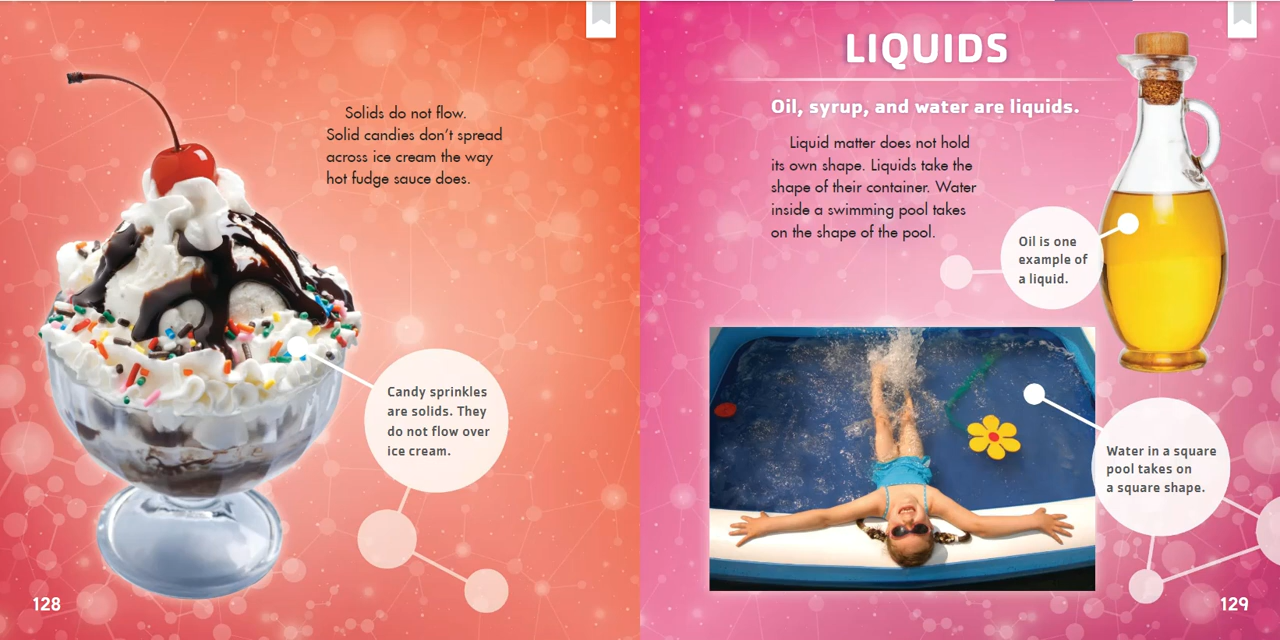 Solids do not flow.
Solid candies don't spread
across ice cream the way
hot fudge sauce does.
Candy sprinkles
are solids. They
do not flow over
ice cream.
128
LIQUIDS
Oil, syrup, and water are liquids.
Liquid matter does not hold
its own shape. Liquids take the
shape of their container. Water
inside a swimming pool takes
on the shape of the pool.
Oil is one
example of
a liquid.
Water in a square
pool takes on
a square shape.
129